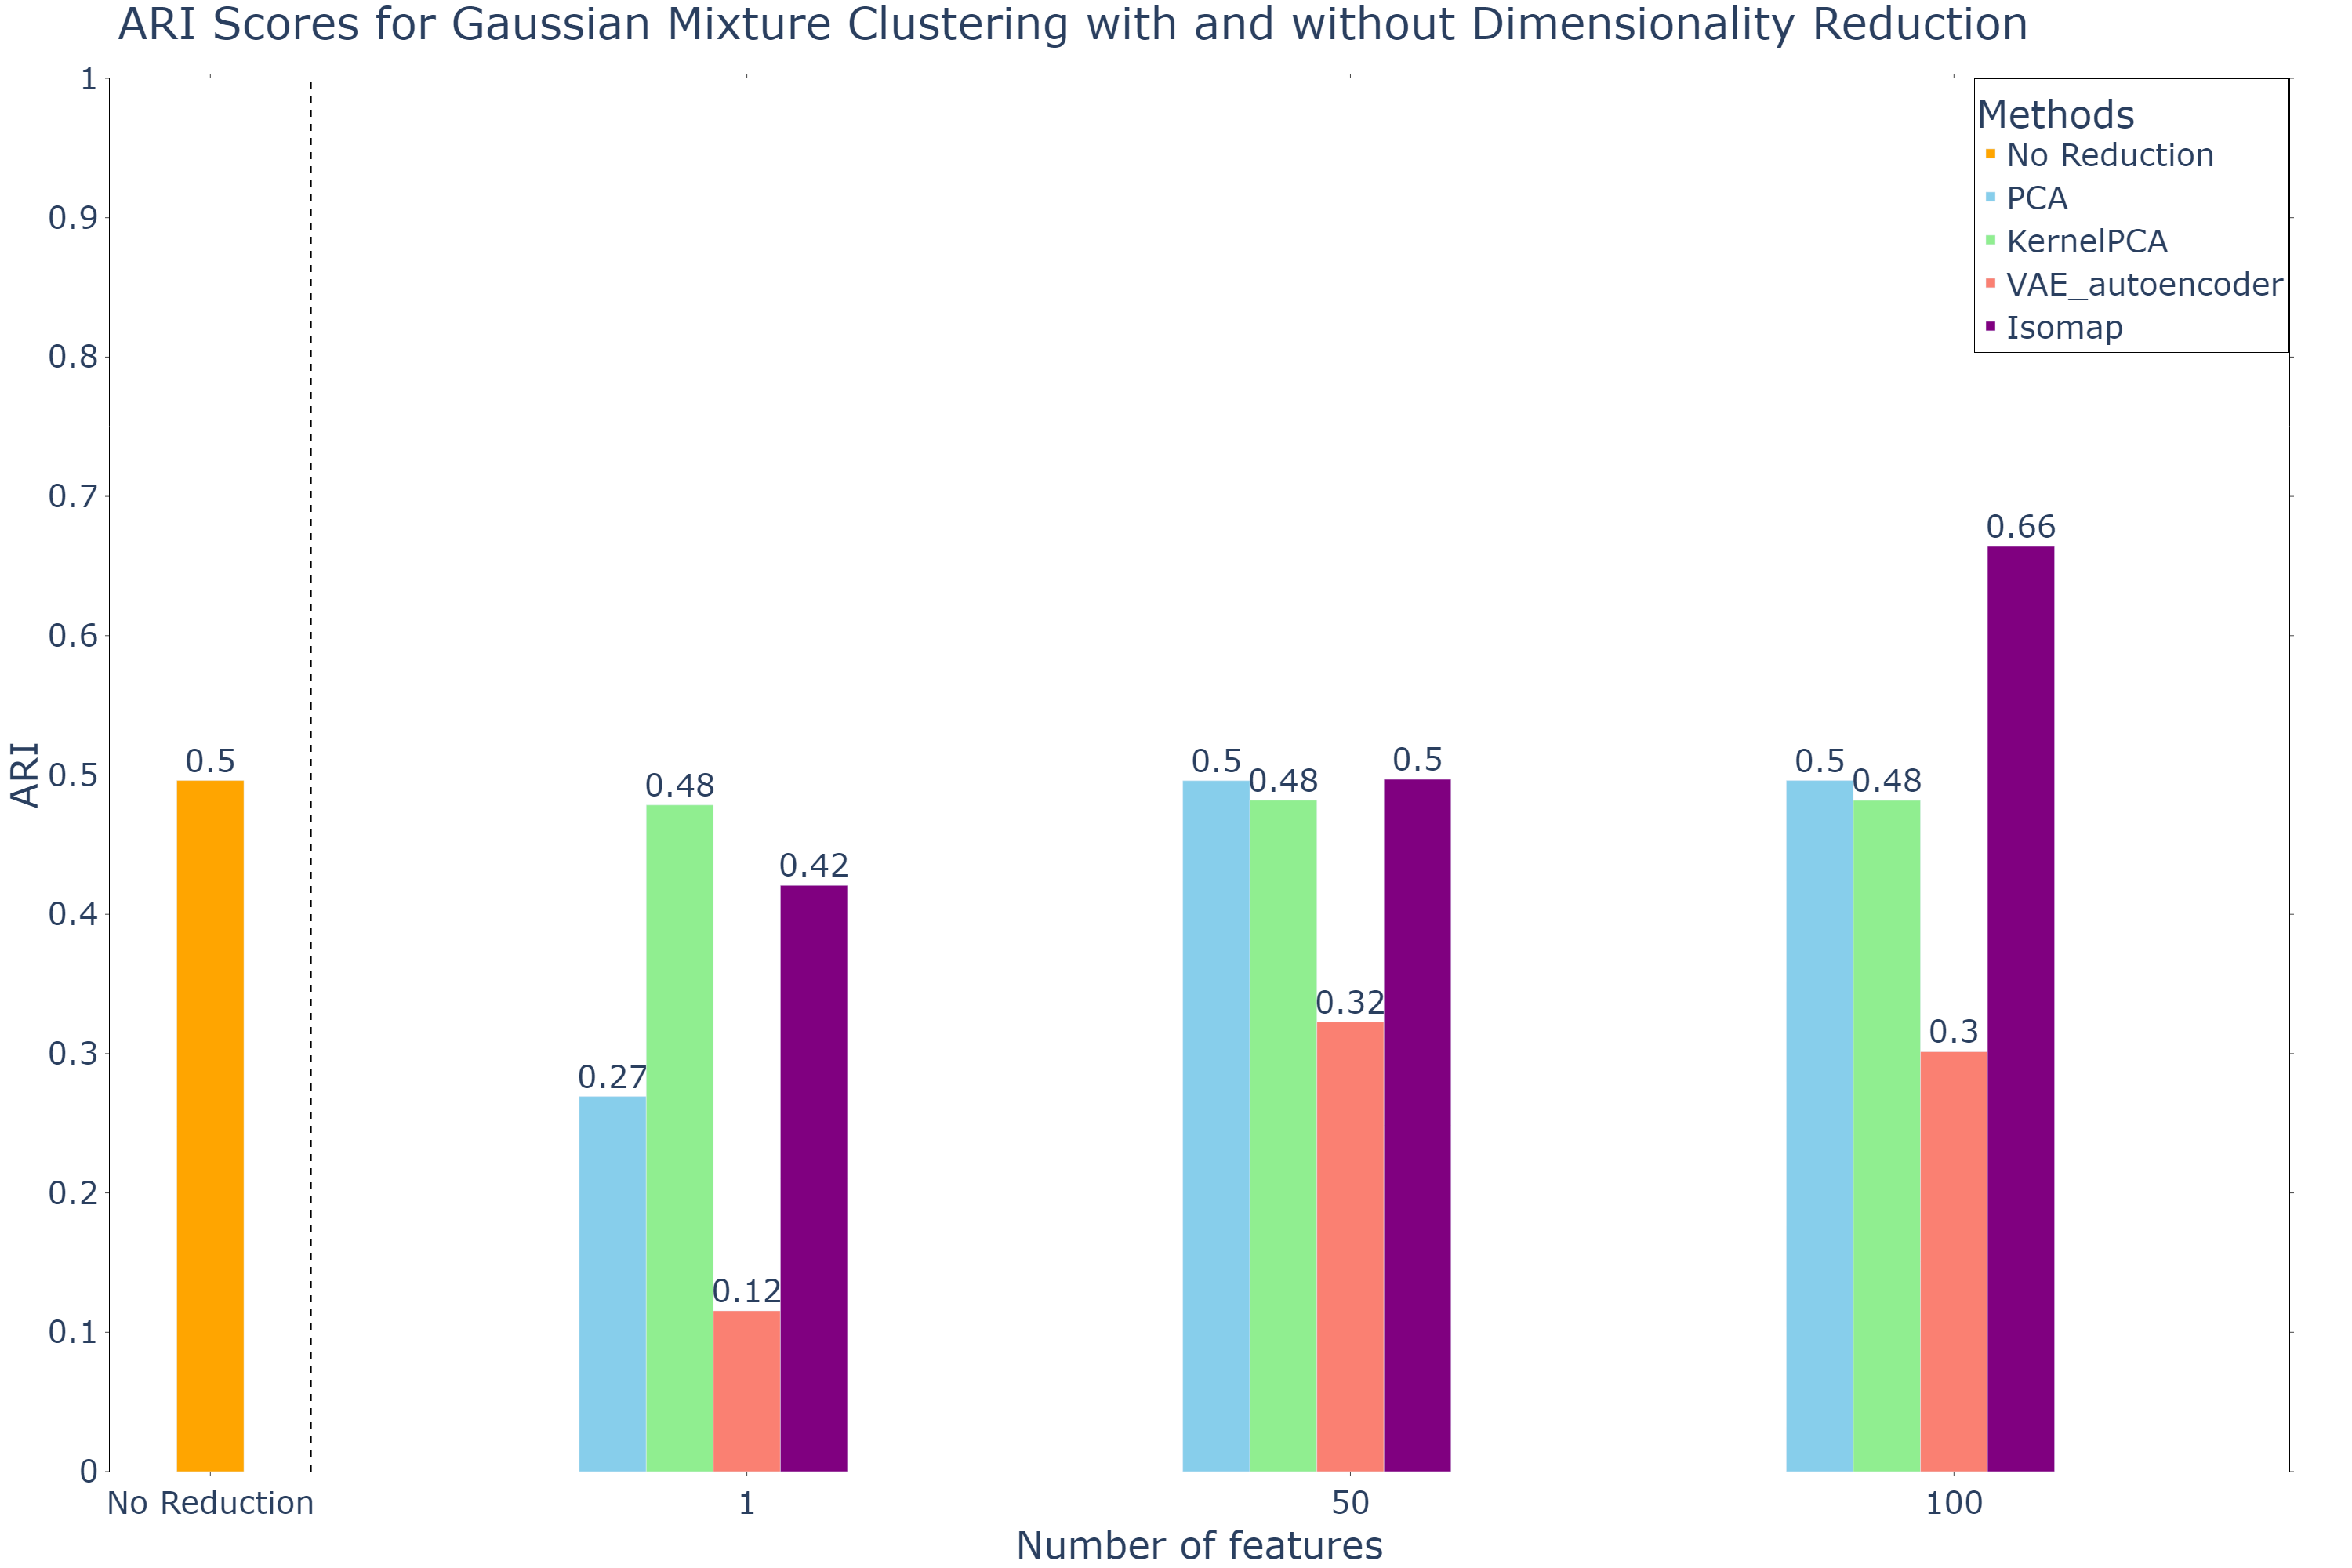 ARI Scores for Gaussian Mixture Clustering with and without Dimensionality Reduction
Methods
No Reduction
PCA
KernelPCA
VAE_autoencoder
Isomap
ARI
1
0.9
0.8
0.7
0.6
0.5
0.4
0.3
0.2
0.1
0
0.5
0.27
0.48
0.12
0.42
0.5
0.48
0.32
0.5
0.5
0.48
0.3
0.66
No Reduction
1
50
100
Number of features